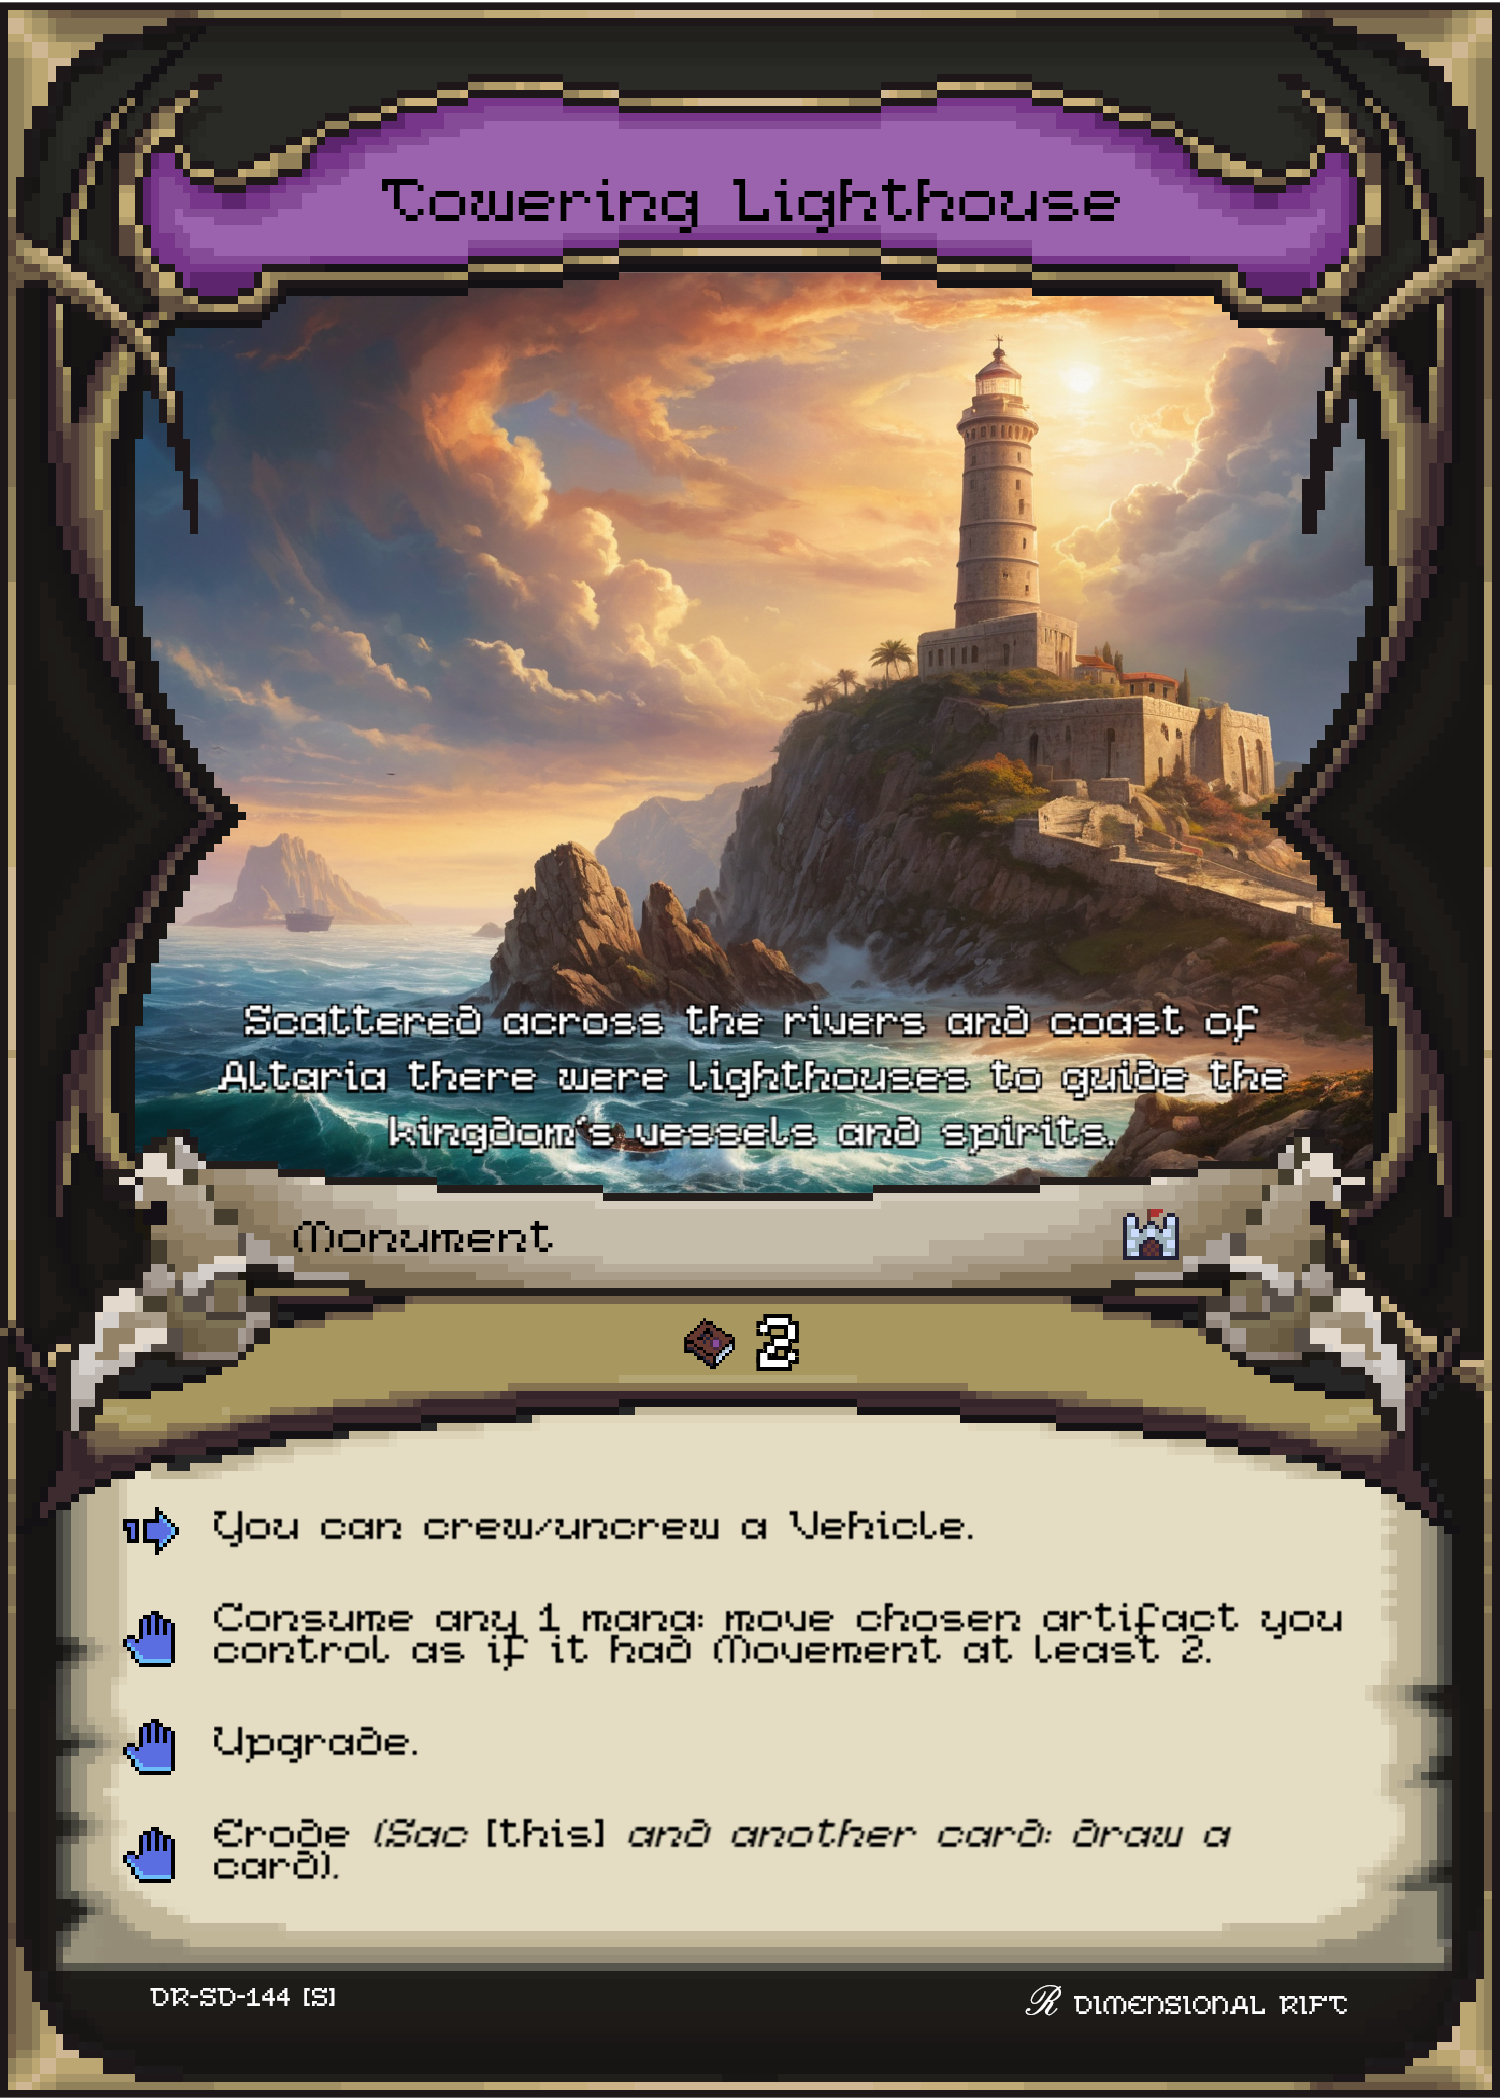 Towering Lighthouse
Scattered across the rivers and coast of
Altaria there were lighthouses to guide the
kingdom's vessels and spirits.
Monument
2
1
You can crew/uncrew a Vehicle.
Consume any 1 mana: move chosen artifact you
control as if it had Movement at least 2.
Upgrade.
Erode (Sac [this] and another card: draw a
card).
DR-SD-144 [S]
R DIMENSIONAL RIFT